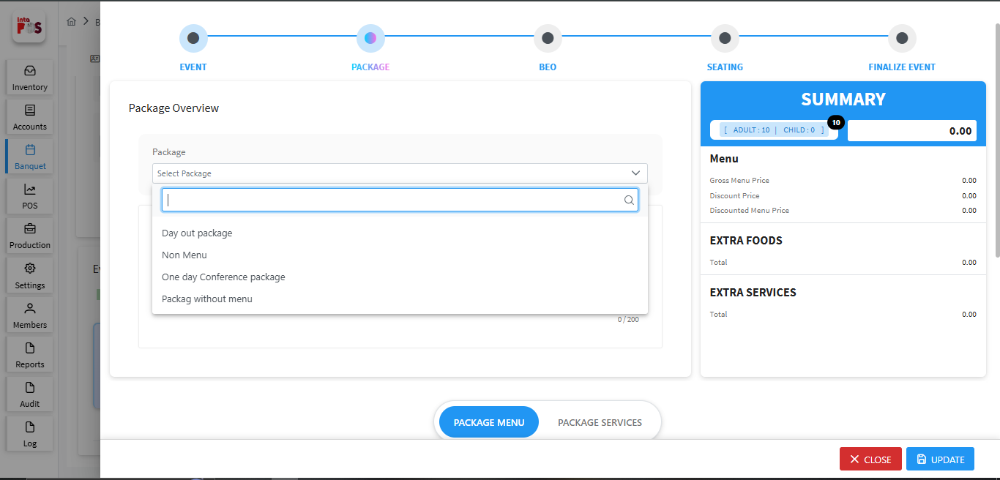 Inta
POS
B
Inventory
Accounts
Banquet
POS
Production
Settings
Members
Reports
Audit
Log
Ev
EVENT
PACKAGE
BEO
SEATING
FINALIZE EVENT
Package Overview
Package
Select Package
Day out package
Non Menu
One day Conference package
Packag without menu
0 / 200
SUMMARY
[ ADULT : 10 | CHILD : 0 ]
10
0.00
Menu
Gross Menu Price 0.00
Discount Price 0.00
Discounted Menu Price 0.00
EXTRA FOODS
Total 0.00
EXTRA SERVICES
Total 0.00
PACKAGE MENU
PACKAGE SERVICES
CLOSE
UPDATE